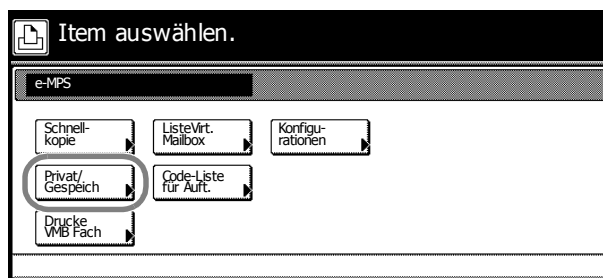 Item auswählen.
e-MPS
Schnell-
kopie
ListeVirt.
Mailbox
Konfigu-
rationen
Privat/
Gespeich
Code-Liste
für Auft.
Drucke
VMB Fach